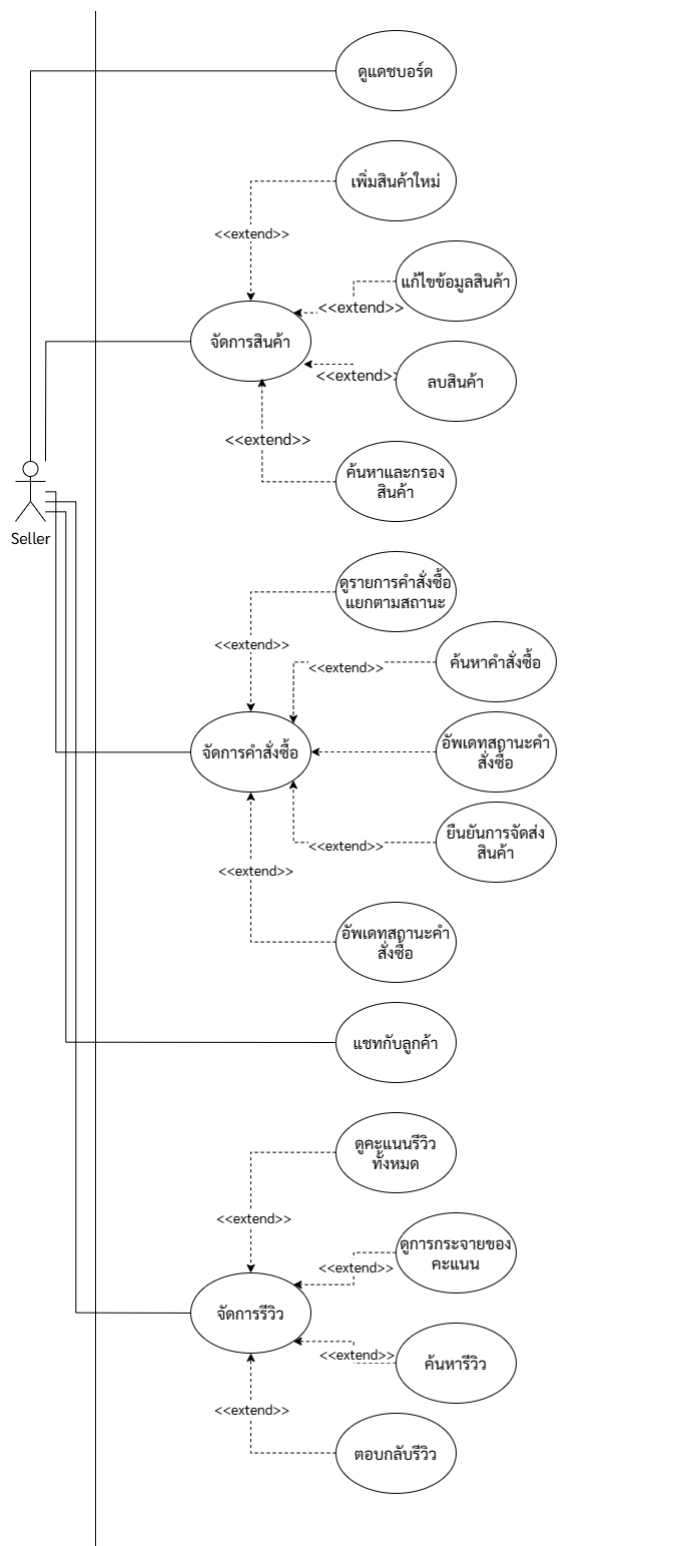 ดูแดชบอร์ด
เพิ่มสินค้าใหม่
<<extend>>
แก้ไขข้อมูลสินค้า
<<extend>>
จัดการสินค้า
<<extend>>
ลบสินค้า
<<extend>>
ค้นหาและกรอง
สินค้า
Seller
ดูรายการคำสั่งซื้อ
แยกตามสถานะ
<<extend>>
ค้นหาคำสั่งซื้อ
<<extend>>
จัดการคำสั่งซื้อ
อัพเดทสถานะคำ
สั่งซื้อ
ยืนยันการจัดส่ง
สินค้า
<<extend>>
<<extend>>
อัพเดทสถานะคำ
สั่งซื้อ
แชทกับลูกค้า
ดูคะแนนรีวิว
ทั้งหมด
<<extend>>
ดูการกระจายของ
คะแนน
<<extend>>
จัดการรีวิว
<<extend>>
ค้นหารีวิว
<<extend>>
ตอบกลับรีวิว